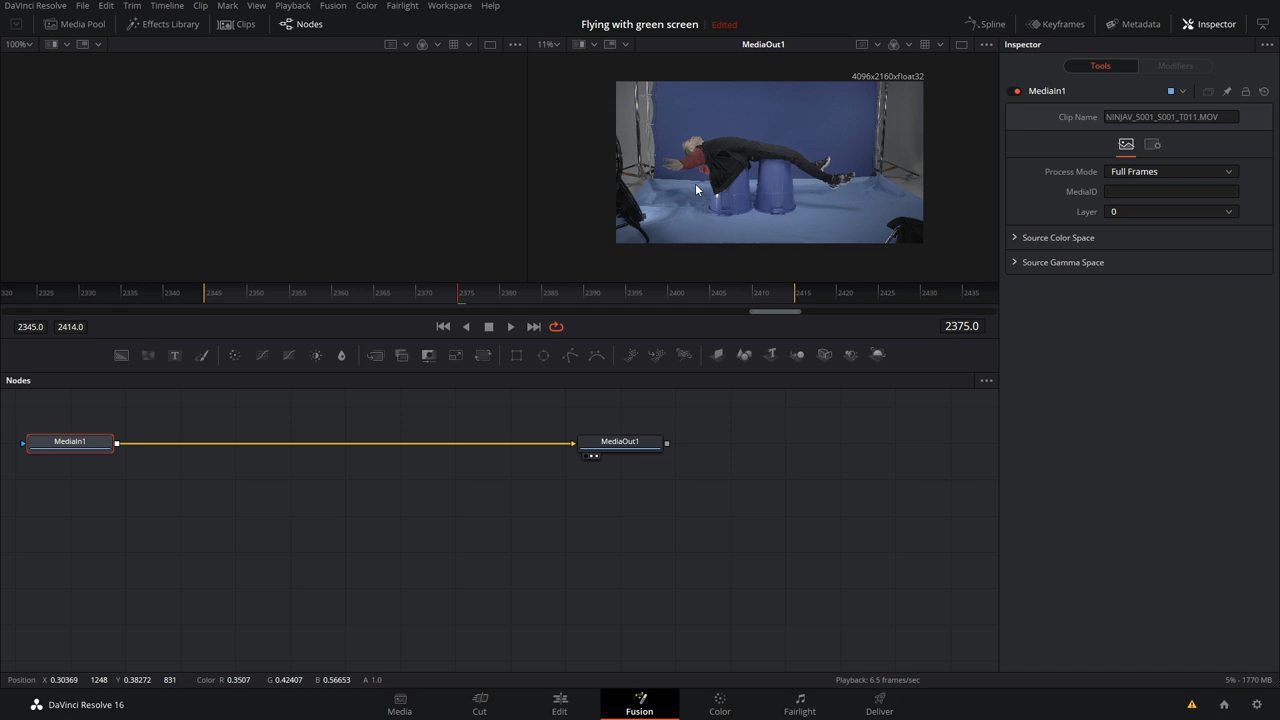 DaVinci Resolve File Edit Trim Timeline Clip Mark View Playback Fusion Color Fairlight Workspace Help
Media Pool Effects Library Clips Nodes Flying with green screen Edited Spline Keyframes Metadata Inspector
100% 11% MediaOut1 Inspector
4096x2160xfloat32
Tools Modifiers
MediaIn1
Clip Name NINJAV_S001_S001_T011.MOV
Process Mode Full Frames
MediaID
Layer 0
Source Color Space
Source Gamma Space
320 2325 2330 2335 2340 2345 2350 2355 2360 2365 2370 2375 2380 2385 2390 2395 2400 2405 2410 2415 2420 2425 2430 2435
2345.0 2414.0 2375.0
Nodes
MediaIn1 MediaOut1
Position X 0.30369 1248 Y 0.38272 831 Color R 0.3507 G 0.42407 B 0.56653 A 1.0 Playback: 6.5 frames/sec 5% - 1770 MB
DaVinci Resolve 16 Media Cut Edit Fusion Color Fairlight Deliver